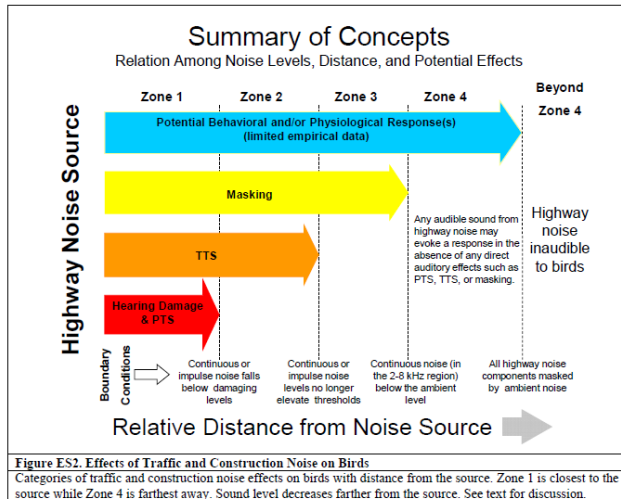 Summary of Concepts
Relation Among Noise Levels, Distance, and Potential Effects
Highway Noise Source
Zone 1
Zone 2
Zone 3
Zone 4
Beyond
Zone 4
Potential Behavioral and/or Physiological Response(s)
(limited empirical data)
Masking
TTS
Hearing Damage
& PTS
Any audible sound from
highway noise may
evoke a response in the
absence of any direct
auditory effects such as
PTS, TTS, or masking.
Highway
noise
inaudible
to birds
Boundary
Conditions
Continuous or
impulse noise falls
below damaging
levels
Continuous or
impulse noise
levels no longer
elevate thresholds
Continuous noise (in
the 2-8 kHz region)
below the ambient
level
All highway noise
components masked
by ambient noise
Relative Distance from Noise Source
Figure ES2. Effects of Traffic and Construction Noise on Birds
Categories of traffic and construction noise effects on birds with distance from the source. Zone 1 is closest to the
source while Zone 4 is farthest away. Sound level decreases farther from the source. See text for discussion.